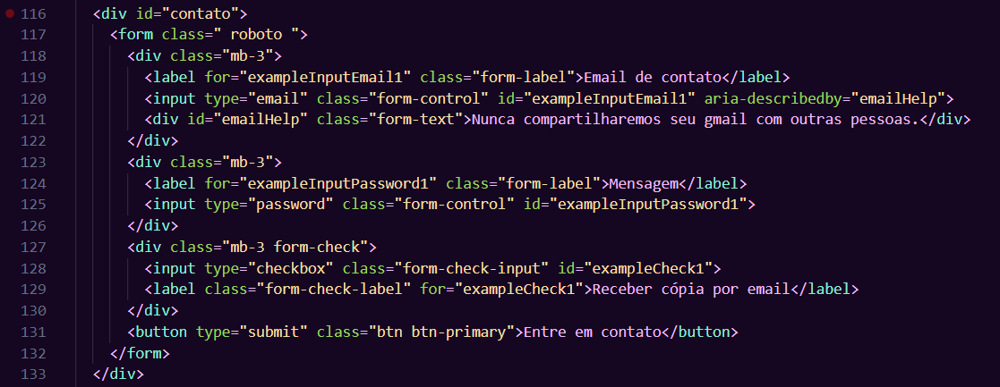 116 <div id="contato">
117 <form class=" roboto ">
118 <div class="mb-3">
119 <label for="exampleInputEmail1" class="form-label">Email de contato</label>
120 <input type="email" class="form-control" id="exampleInputEmail1" aria-describedby="emailHelp">
121 <div id="emailHelp" class="form-text">Nunca compartilharemos seu gmail com outras pessoas.</div>
122 </div>
123 <div class="mb-3">
124 <label for="exampleInputPassword1" class="form-label">Mensagem</label>
125 <input type="password" class="form-control" id="exampleInputPassword1">
126 </div>
127 <div class="mb-3 form-check">
128 <input type="checkbox" class="form-check-input" id="exampleCheck1">
129 <label class="form-check-label" for="exampleCheck1">Receber cópia por email</label>
130 </div>
131 <button type="submit" class="btn btn-primary">Entre em contato</button>
132 </form>
133 </div>